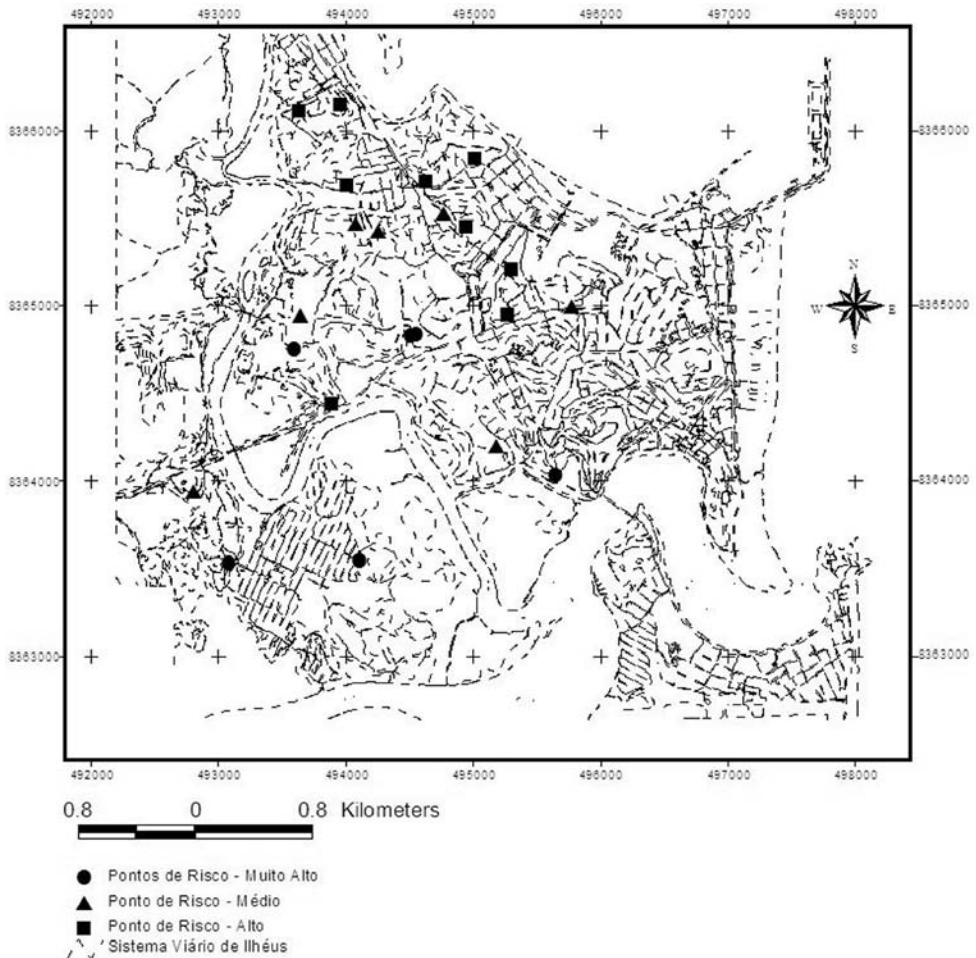 492000 493000 494000 495000 496000 497000 498000
8366000 8366000
N
8365000 8365000
W E
S
8364000 8364000
8363000 8363000
492000 493000 494000 495000 496000 497000 498000
0.8 0 0.8 Kilometers
Pontos de Risco - Muito Alto
Ponto de Risco - Médio
Ponto de Risco - Alto
Sistema Viário de Ilhéus